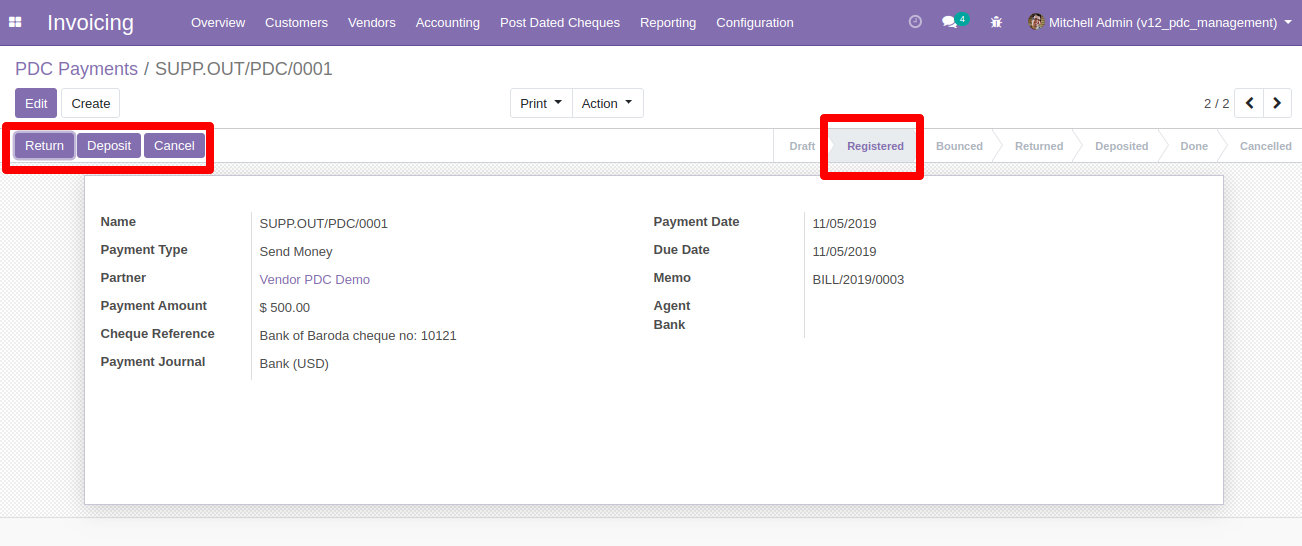 Invoicing Overview Customers Vendors Accounting Post Dated Cheques Reporting Configuration 4 Mitchell Admin (v12_pdc_management)
PDC Payments / SUPP.OUT/PDC/0001
Edit Create Print Action 2 / 2
Return Deposit Cancel Draft Registered Bounced Returned Deposited Done Cancelled
Name SUPP.OUT/PDC/0001 Payment Date 11/05/2019
Payment Type Send Money Due Date 11/05/2019
Partner Vendor PDC Demo Memo BILL/2019/0003
Payment Amount $ 500.00 Agent
Bank
Cheque Reference Bank of Baroda cheque no: 10121
Payment Journal Bank (USD)